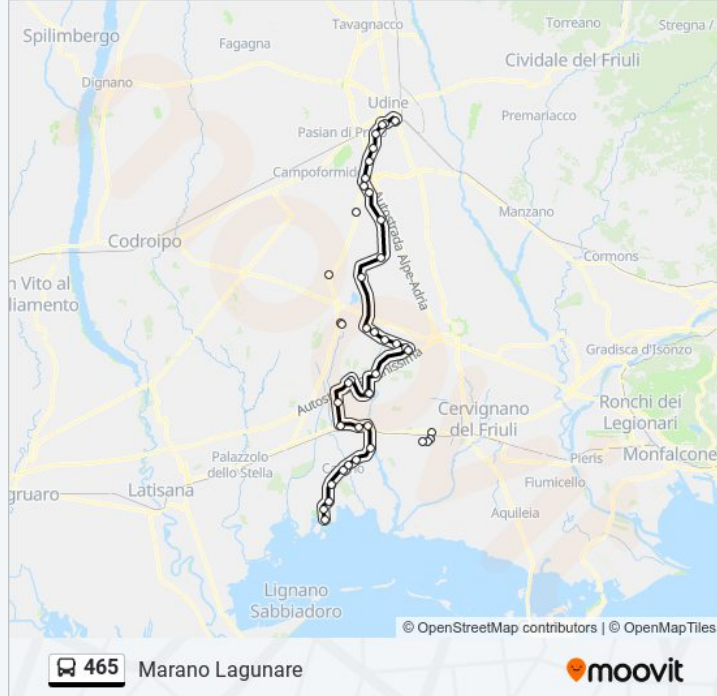 Tavagnacco
Torreano
Stregna /
Spilimbergo
Fagagna
Cividale del Friuli
Dignano
Udine
Premariacco
Pasian di Pr
Campoformido
Manzano
Autostrada Alpe-Adria
Codroipo
Cormons
n Vito al
liamento
Gradisca d'Isonzo
enissima
Autos
Cervignano
del Friuli
Ronchi dei
Legionari
Palazzolo
dello Stella
Pieris
Monfalcone
Latisana
Fiumicello
gruaro
Aquileia
Lignano
Sabbiadoro
© OpenStreetMap contributors | © OpenMapTiles
465 Marano Lagunare
moovit